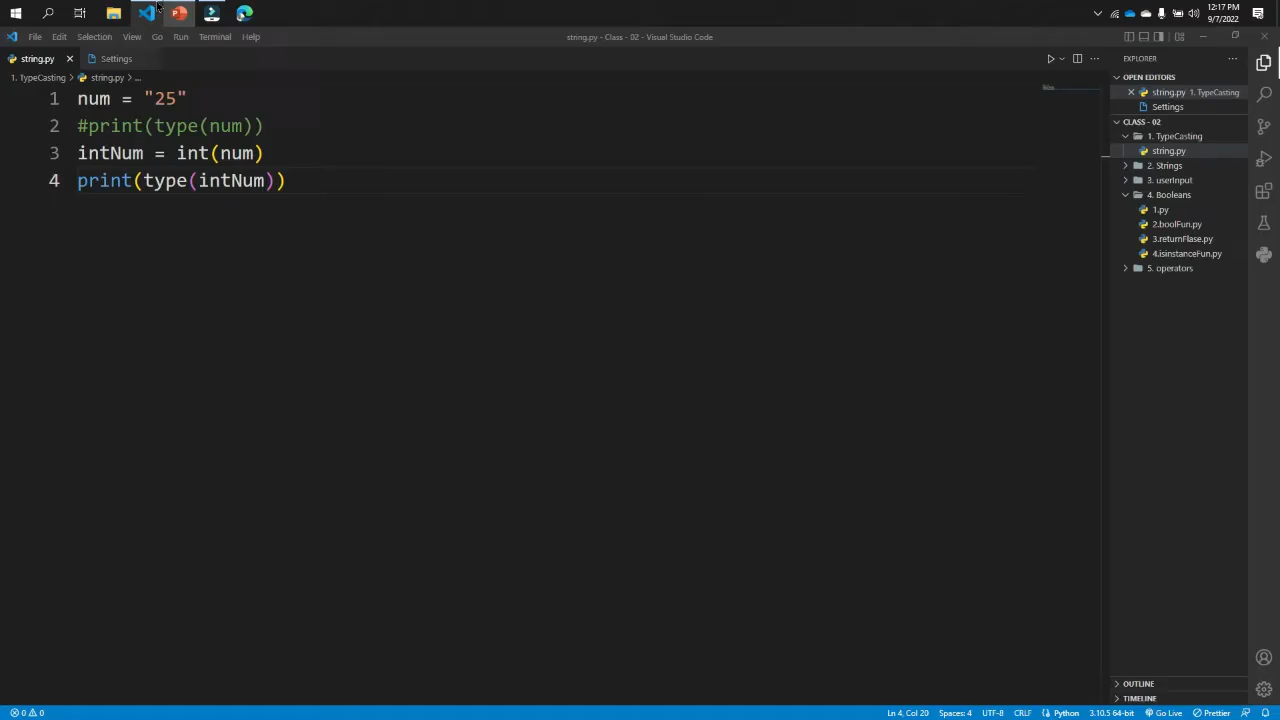 12:17 PM
9/7/2022
File Edit Selection View Go Run Terminal Help
string.py - Class - 02 - Visual Studio Code
string.py Settings
1. TypeCasting > string.py > ...
1 num = "25"
2 #print(type(num))
3 intNum = int(num)
4 print(type(intNum))
EXPLORER
OPEN EDITORS
string.py 1. TypeCasting
Settings
CLASS - 02
1. TypeCasting
string.py
2. Strings
3. userInput
4. Booleans
1.py
2.boolFun.py
3.returnFlase.py
4.isinstanceFun.py
5. operators
OUTLINE
TIMELINE
0 0 Ln 4, Col 20 Spaces: 4 UTF-8 CRLF Python 3.10.5 64-bit Go Live Prettier